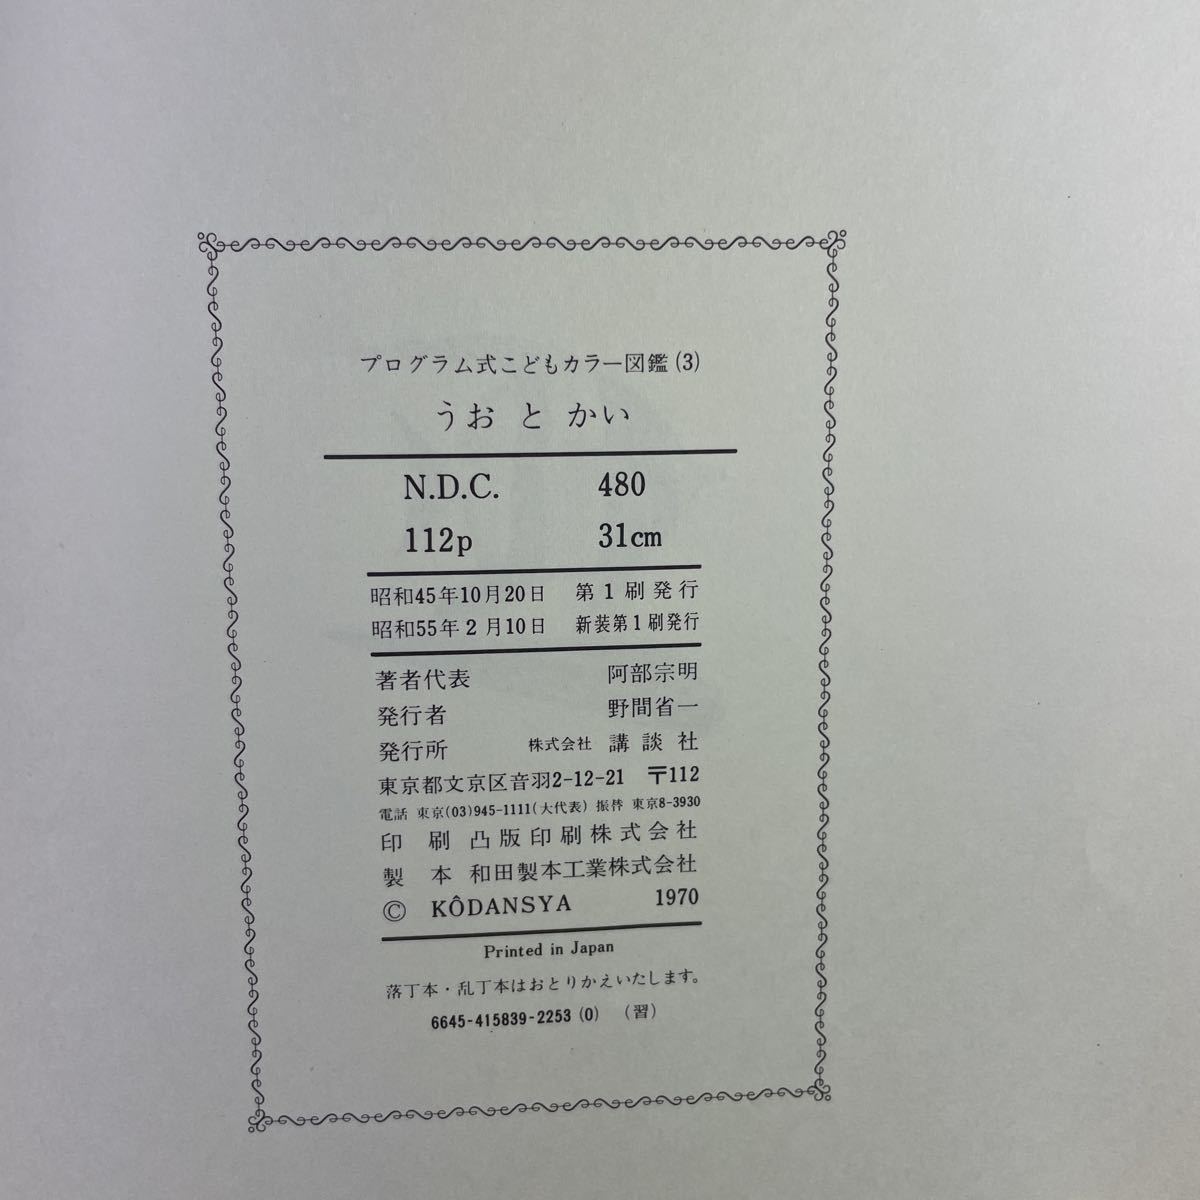 プログラム式こどもカラー図鑑(3)
うお と かい
N.D.C. 480
112p 31cm
昭和45年10月20日 第1刷発行
昭和55年2月10日 新装第1刷発行
著者代表 阿部宗明
発行者 野間省一
発行所 株式会社 講談社
東京都文京区音羽2-12-21 〒112
電話 東京(03)945-1111(大代表) 振替 東京8-3930
印刷 凸版印刷株式会社
製本 和田製本工業株式会社
© KÔDANSYA 1970
Printed in Japan
落丁本・乱丁本はおとりかえいたします。
6645-415839-2253 (0) (習)